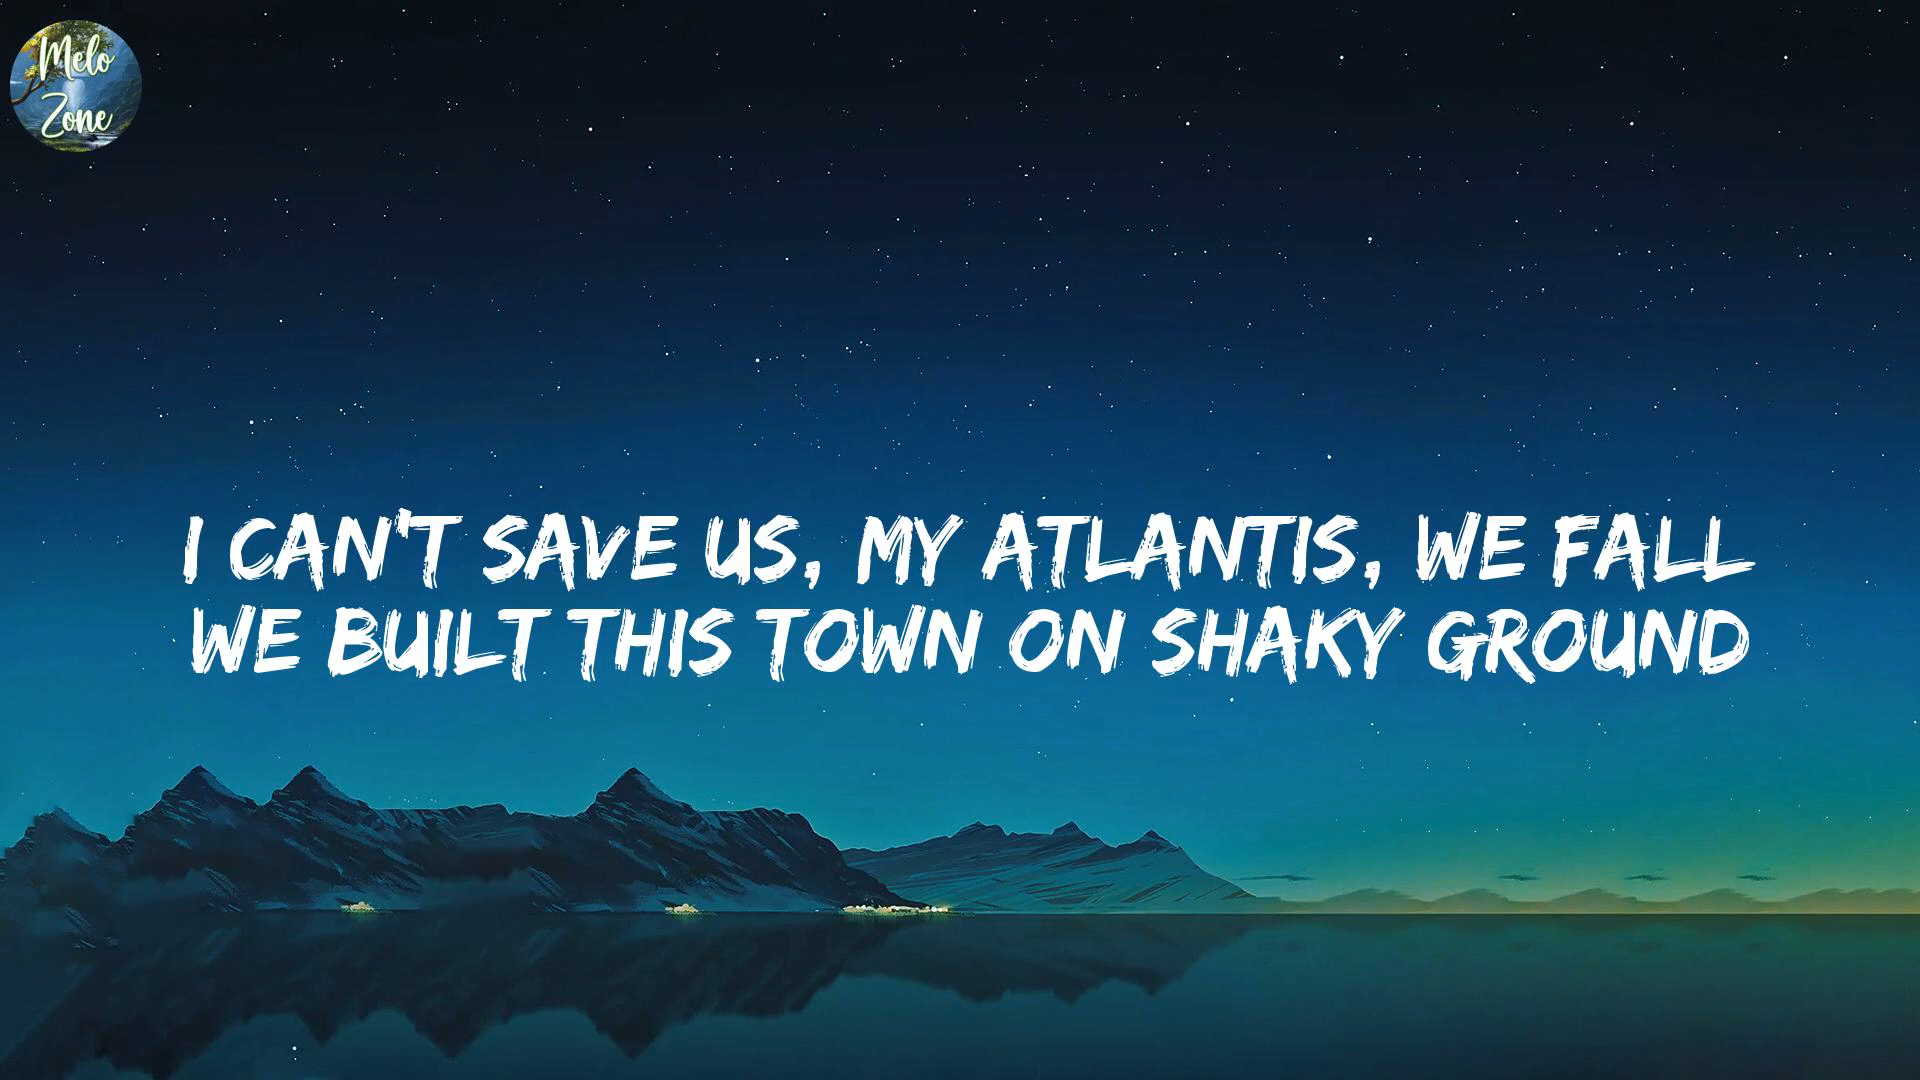 Melo
Zone
I CAN'T SAVE US, MY ATLANTIS, WE FALL
WE BUILT THIS TOWN ON SHAKY GROUND